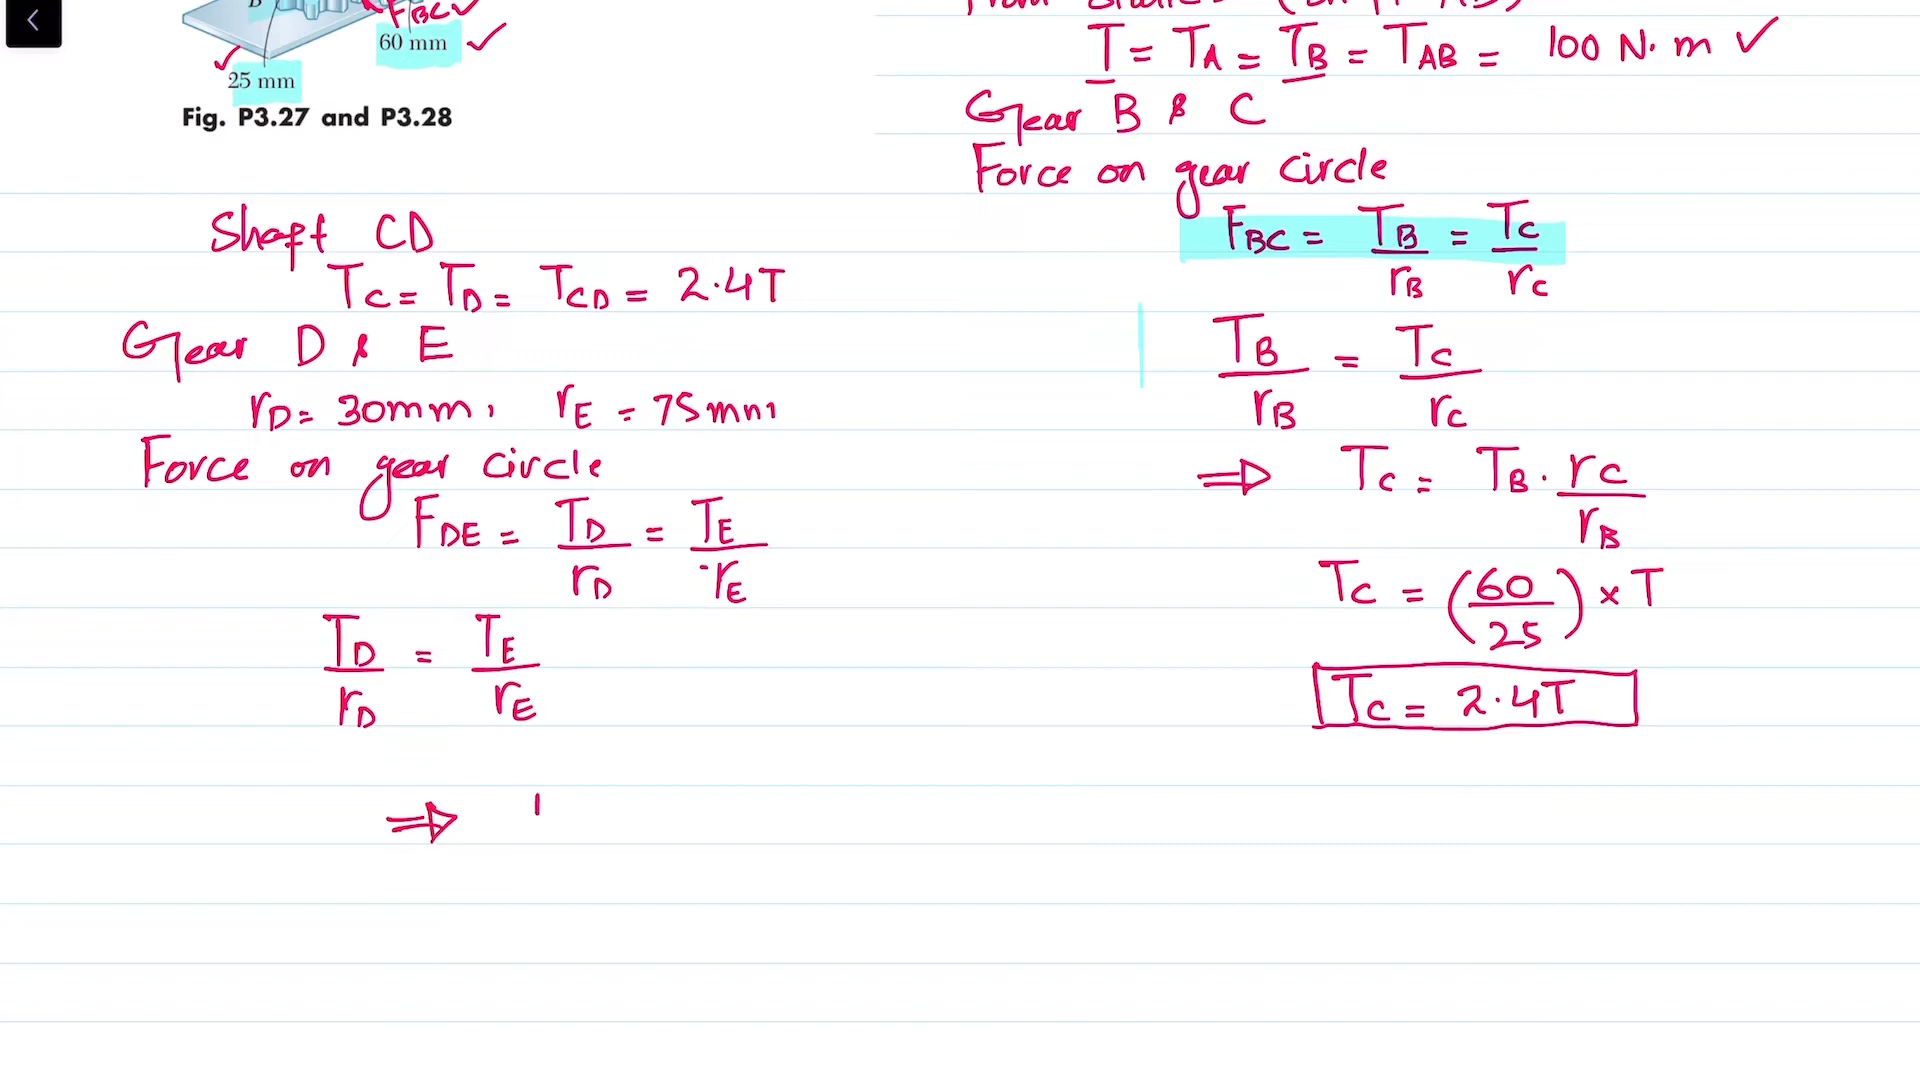 B
FBC ✓
60 mm ✓
25 mm
Fig. P3.27 and P3.28
Shaft CD
TC = TD = TCD = 2.4T
Gear D & E
rD = 30mm, rE = 75mm
Force on gear circle
FDE = TD/rD = TE/rE
TD/rD = TE/rE
⇒
T = TA = TB = TAB = 100 N·m ✓
Gear B & C
Force on gear circle
FBC = TB/rB = TC/rC
TB/rB = TC/rC
⇒ TC = TB · rC/rB
TC = (60/25) × T
TC = 2.4T